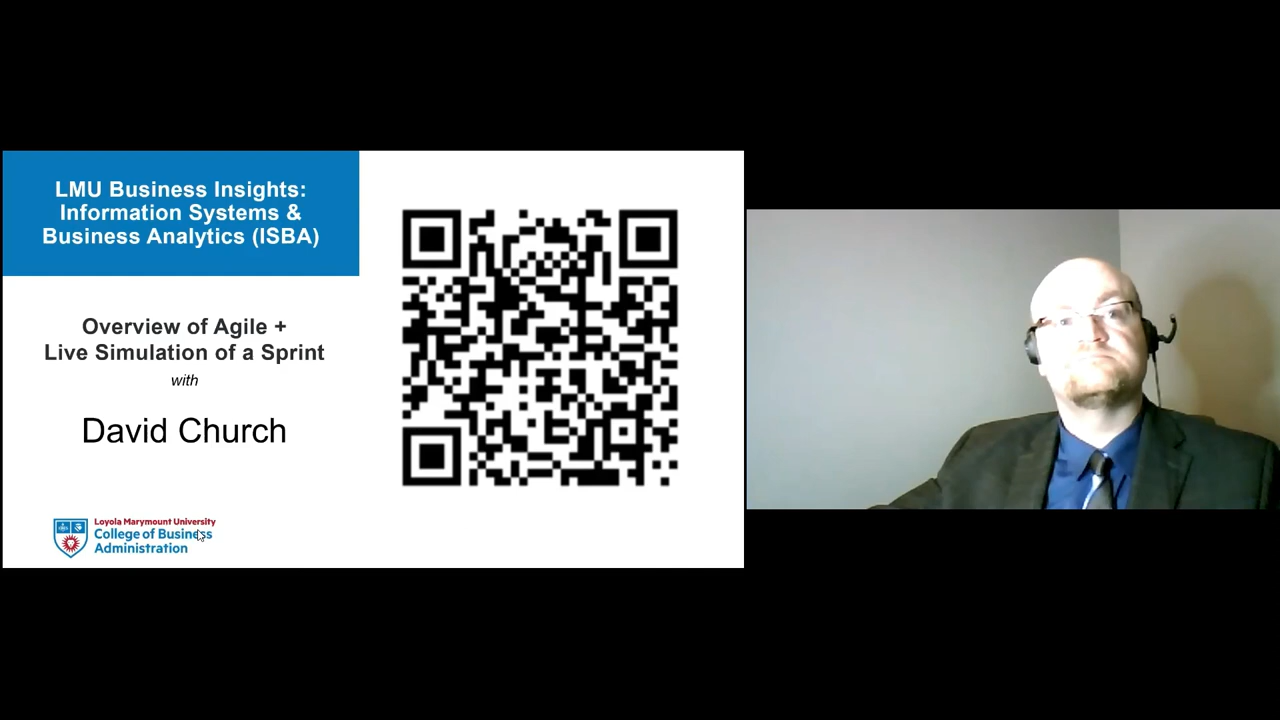 LMU Business Insights:
Information Systems &
Business Analytics (ISBA)
Overview of Agile +
Live Simulation of a Sprint
with
David Church
Loyola Marymount University
College of Business
Administration